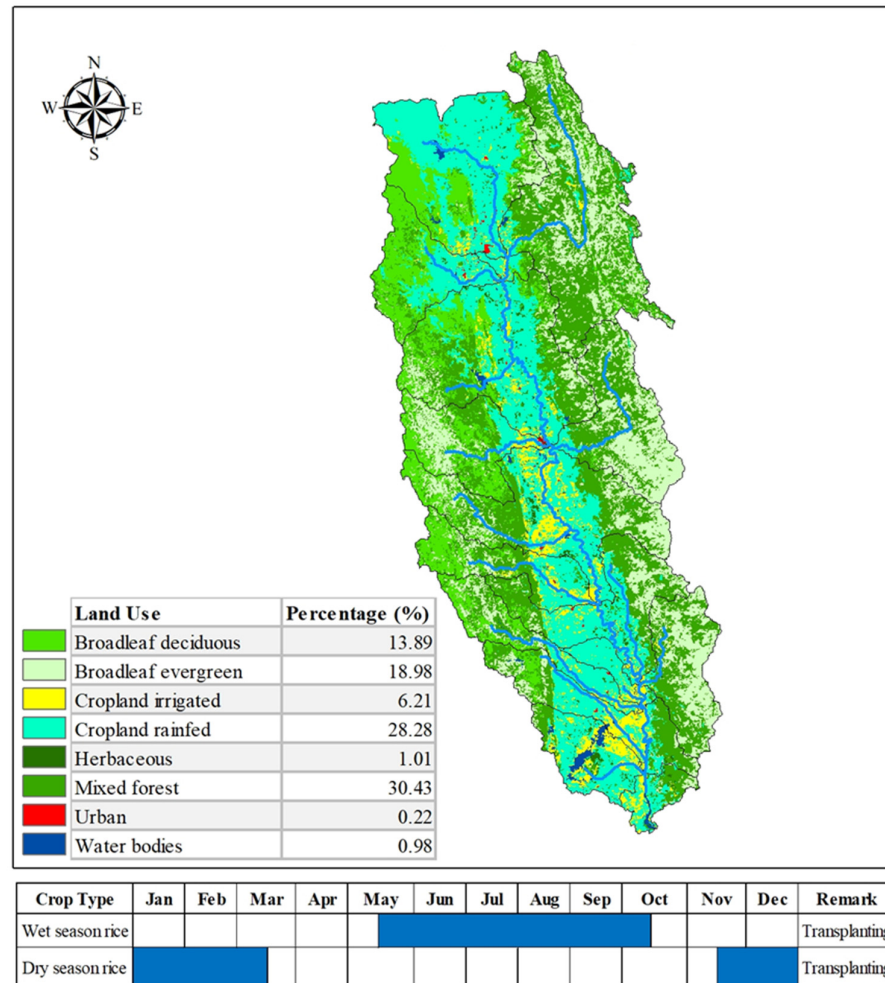 N
W E
S
Land Use Percentage (%)
Broadleaf deciduous 13.89
Broadleaf evergreen 18.98
Cropland irrigated 6.21
Cropland rainfed 28.28
Herbaceous 1.01
Mixed forest 30.43
Urban 0.22
Water bodies 0.98
Crop Type Jan Feb Mar Apr May Jun Jul Aug Sep Oct Nov Dec Remark
Wet season rice Transplanting
Dry season rice Transplanting